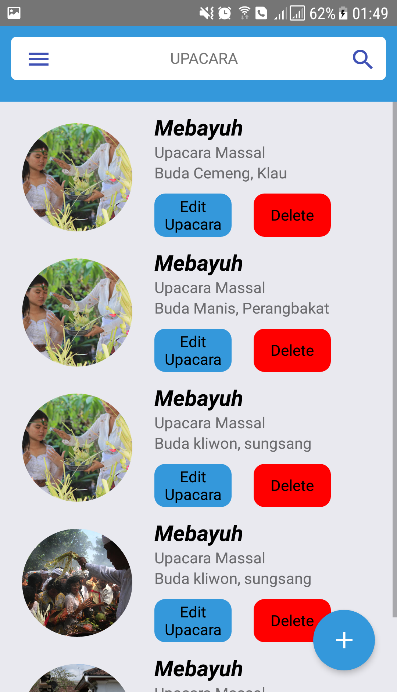 62% 01:49
UPACARA
Mebayuh
Upacara Massal
Buda Cemeng, Klau
Edit
Upacara
Delete
Mebayuh
Upacara Massal
Buda Manis, Perangbakat
Edit
Upacara
Delete
Mebayuh
Upacara Massal
Buda kliwon, sungsang
Edit
Upacara
Delete
Mebayuh
Upacara Massal
Buda kliwon, sungsang
Edit
Upacara
Delete
+
Mebayuh
Upacara Massal